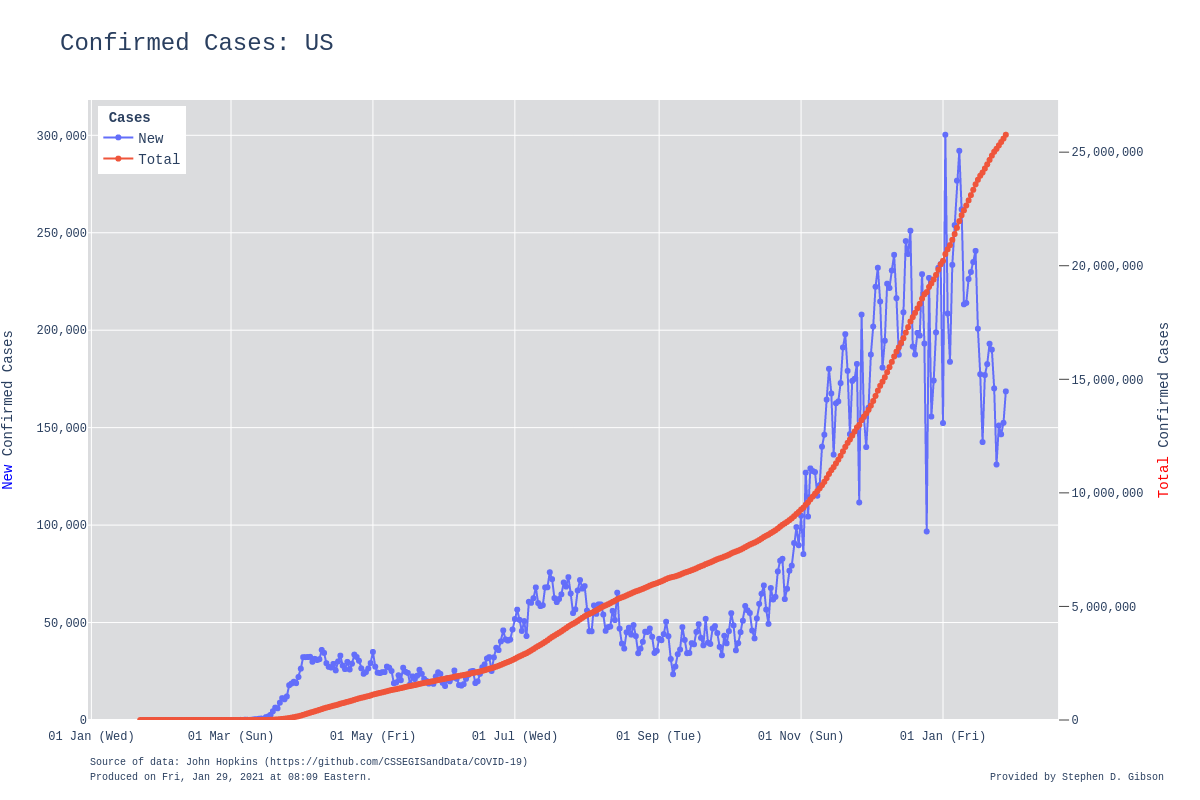 Confirmed Cases: US
Cases
New
Total
300,000
250,000
200,000
150,000
100,000
50,000
0
New Confirmed Cases
25,000,000
20,000,000
15,000,000
10,000,000
5,000,000
0
Total Confirmed Cases
01 Jan (Wed) 01 Mar (Sun) 01 May (Fri) 01 Jul (Wed) 01 Sep (Tue) 01 Nov (Sun) 01 Jan (Fri)
Source of data: John Hopkins (https://github.com/CSSEGISandData/COVID-19)
Produced on Fri, Jan 29, 2021 at 08:09 Eastern.
Provided by Stephen D. Gibson